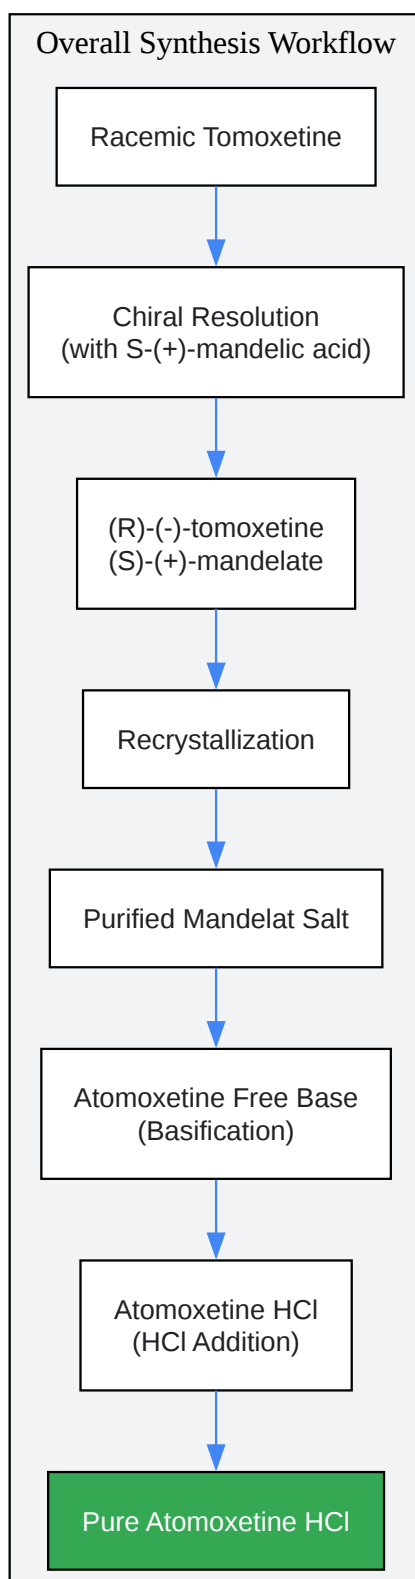 Overall Synthesis Workflow
Racemic Tomoxetine
Chiral Resolution
(with S-(+)-mandelic acid)
(R)-(-)-tomoxetine
(S)-(+)-mandelate
Recrystallization
Purified Mandelat Salt
Atomoxetine Free Base
(Basification)
Atomoxetine HCl
(HCl Addition)
Pure Atomoxetine HCl